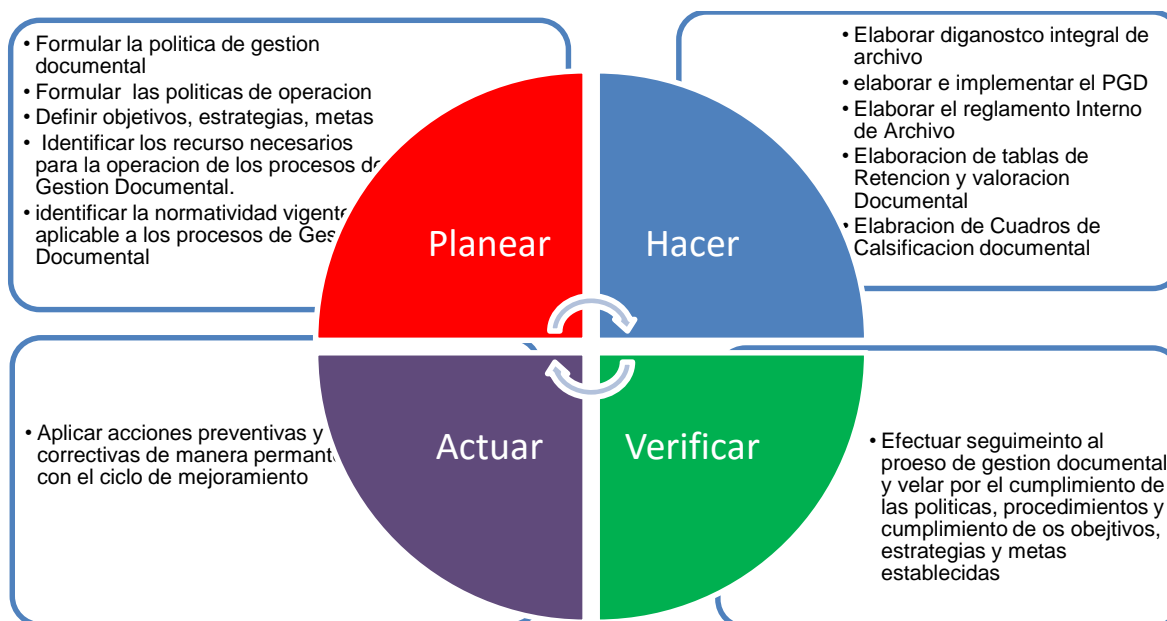 • Formular la politica de gestion
documental
• Formular las politicas de operacion
• Definir objetivos, estrategias, metas
• Identificar los recurso necesarios
para la operacion de los procesos de
Gestion Documental.
• identificar la normatividad vigente
aplicable a los procesos de Ges
Documental
• Elaborar diganostco integral de
archivo
• elaborar e implementar el PGD
• Elaborar el reglamento Interno
de Archivo
• Elaboracion de tablas de
Retencion y valoracion
Documental
• Elabracion de Cuadros de
Calsificacion documental
Planear
Hacer
Actuar
Verificar
• Aplicar acciones preventivas y
correctivas de manera permant
con el ciclo de mejoramiento
• Efectuar seguimeinto al
proeso de gestion documental
y velar por el cumplimiento de
las politicas, procedimientos y
cumplimiento de os obejtivos,
estrategias y metas
establecidas